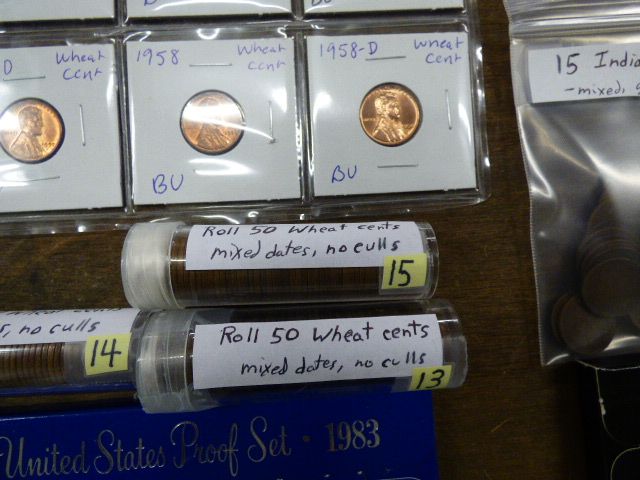 D Wheat
cent
1958 Wheat
cent
BU
1958-D Wheat
cent
BU
15 India
-mixed,
Roll 50 Wheat cents
mixed dates, no culls
15
, no culls
14
Roll 50 Wheat cents
mixed dates, no culls
13
United States Proof Set · 1983